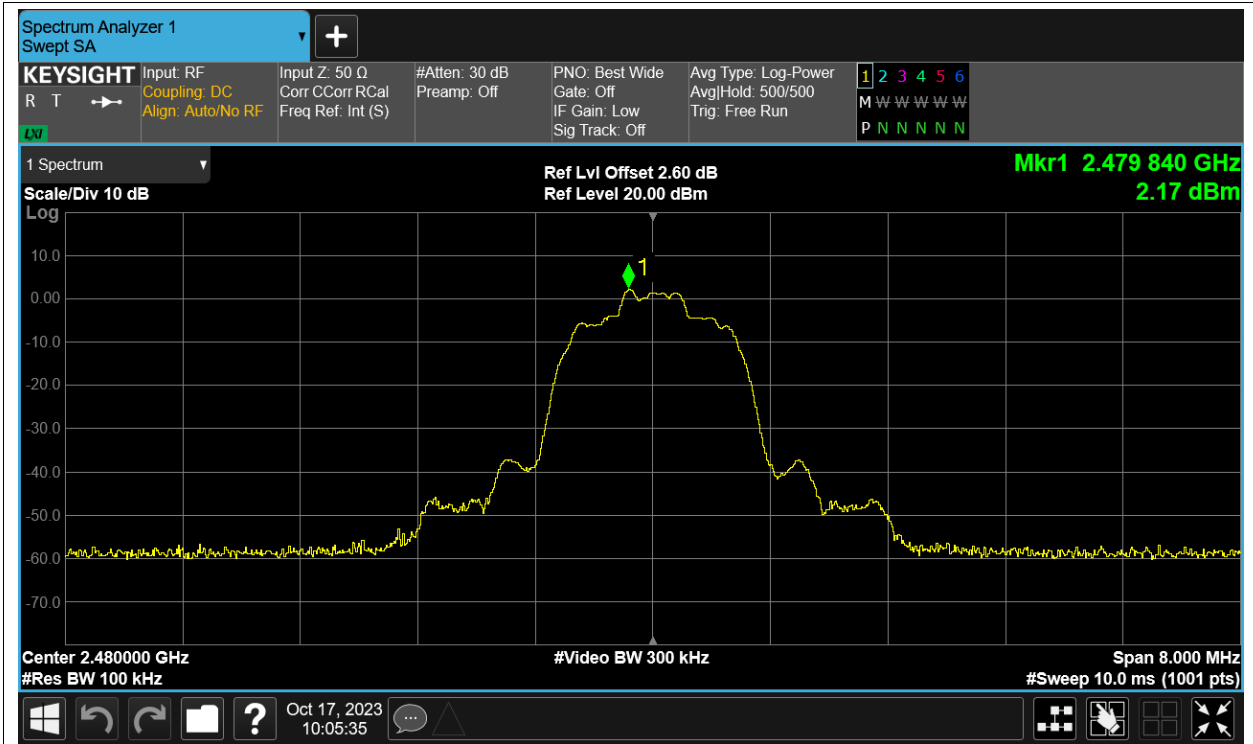 Spectrum Analyzer 1
Swept SA
KEYSIGHT
R T
LXI
Input: RF
Coupling: DC
Align: Auto/No RF
Input Z: 50 Ω
Corr CCorr RCal
Freq Ref: Int (S)
#Atten: 30 dB
Preamp: Off
PNO: Best Wide
Gate: Off
IF Gain: Low
Sig Track: Off
Avg Type: Log-Power
Avg|Hold: 500/500
Trig: Free Run
1 2 3 4 5 6
M W W W W W
P N N N N N
1 Spectrum
Scale/Div 10 dB
Log
Ref Lvl Offset 2.60 dB
Ref Level 20.00 dBm
Mkr1 2.479 840 GHz
2.17 dBm
10.0
1
0.00
-10.0
-20.0
-30.0
-40.0
-50.0
-60.0
-70.0
Center 2.480000 GHz
#Res BW 100 kHz
#Video BW 300 kHz
Span 8.000 MHz
#Sweep 10.0 ms (1001 pts)
?
Oct 17, 2023
10:05:35